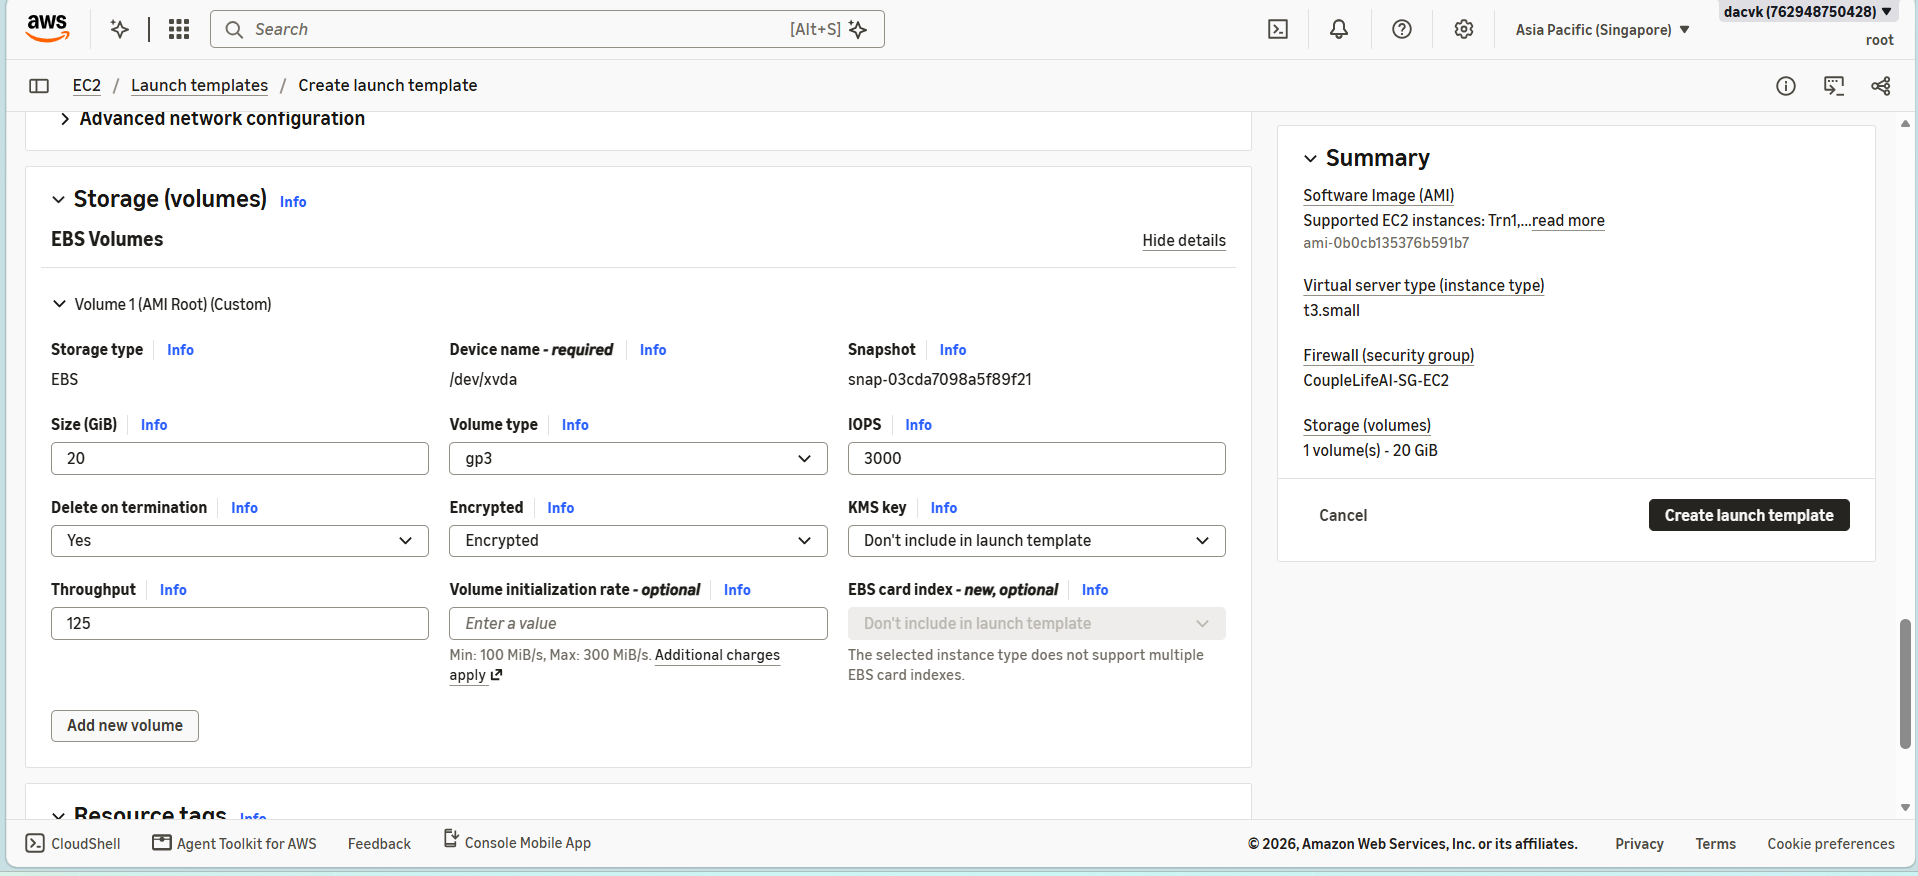 aws
Search
[Alt+S]
Asia Pacific (Singapore)
dacvk (762948750428)
root
EC2 / Launch templates / Create launch template
Advanced network configuration
Storage (volumes) Info
EBS Volumes
Hide details
Volume 1 (AMI Root) (Custom)
Storage type Info
EBS
Device name - required Info
/dev/xvda
Snapshot Info
snap-03cda7098a5f89f21
Size (GiB) Info
20
Volume type Info
gp3
IOPS Info
3000
Delete on termination Info
Yes
Encrypted Info
Encrypted
KMS key Info
Don't include in launch template
Throughput Info
125
Volume initialization rate - optional Info
Enter a value
Min: 100 MiB/s, Max: 300 MiB/s. Additional charges
apply
EBS card index - new, optional Info
Don't include in launch template
The selected instance type does not support multiple
EBS card indexes.
Add new volume
Resource tags Info
Summary
Software Image (AMI)
Supported EC2 instances: Trn1,...read more
ami-0b0cb135376b591b7
Virtual server type (instance type)
t3.small
Firewall (security group)
CoupleLifeAI-SG-EC2
Storage (volumes)
1 volume(s) - 20 GiB
Cancel
Create launch template
CloudShell
Agent Toolkit for AWS
Feedback
Console Mobile App
© 2026, Amazon Web Services, Inc. or its affiliates.
Privacy
Terms
Cookie preferences